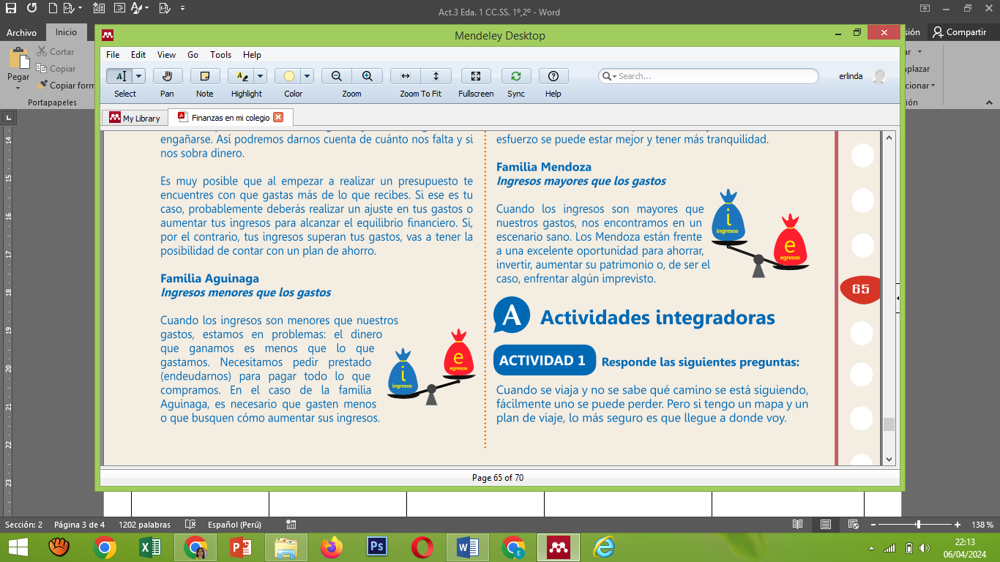 Act.3 Eda. 1 CC.SS. 1º,2º - Word
Archivo
Inicio
sión
Compartir
Pegar
Cortar
Copiar
Copiar form
Portapapeles
ar
mplazar
cionar
ión
Mendeley Desktop
File Edit View Go Tools Help
Select Pan Note Highlight Color Zoom Zoom To Fit Fullscreen Sync Help
Search...
erlinda
My Library
Finanzas en mi colegio
engañarse. Así podremos darnos cuenta de cuánto nos falta y si
nos sobra dinero.
Es muy posible que al empezar a realizar un presupuesto te
encuentres con que gastas más de lo que recibes. Si ese es tu
caso, probablemente deberás realizar un ajuste en tus gastos o
aumentar tus ingresos para alcanzar el equilibrio financiero. Si,
por el contrario, tus ingresos superan tus gastos, vas a tener la
posibilidad de contar con un plan de ahorro.
Familia Aguinaga
Ingresos menores que los gastos
Cuando los ingresos son menores que nuestros
gastos, estamos en problemas: el dinero
que ganamos es menos que lo que
gastamos. Necesitamos pedir prestado
(endeudarnos) para pagar todo lo que
compramos. En el caso de la familia
Aguinaga, es necesario que gasten menos
o que busquen cómo aumentar sus ingresos.
i
ingresos
e
egresos
esfuerzo se puede estar mejor y tener más tranquilidad.
Familia Mendoza
Ingresos mayores que los gastos
Cuando los ingresos son mayores que
nuestros gastos, nos encontramos en un
escenario sano. Los Mendoza están frente
a una excelente oportunidad para ahorrar,
invertir, aumentar su patrimonio o, de ser el
caso, enfrentar algún imprevisto.
i
ingresos
e
egresos
65
A Actividades integradoras
ACTIVIDAD 1 Responde las siguientes preguntas:
Cuando se viaja y no se sabe qué camino se está siguiendo,
fácilmente uno se puede perder. Pero si tengo un mapa y un
plan de viaje, lo más seguro es que llegue a donde voy.
Page 65 of 70
14
15
16
17
18
19
20
21
22
23
Sección: 2 Página 3 de 4 1202 palabras Español (Perú) 138 %
22:13
06/04/2024